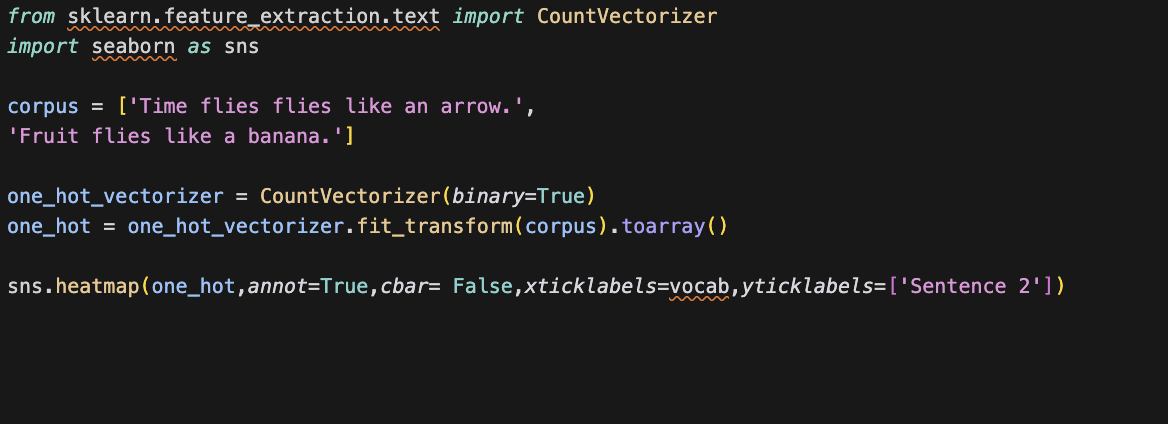 from sklearn.feature_extraction.text import CountVectorizer
import seaborn as sns
corpus = ['Time flies flies like an arrow.',
'Fruit flies like a banana.']
one_hot_vectorizer = CountVectorizer(binary=True)
one_hot = one_hot_vectorizer.fit_transform(corpus).toarray()
sns.heatmap(one_hot,annot=True,cbar= False,xticklabels=vocab,yticklabels=['Sentence 2'])